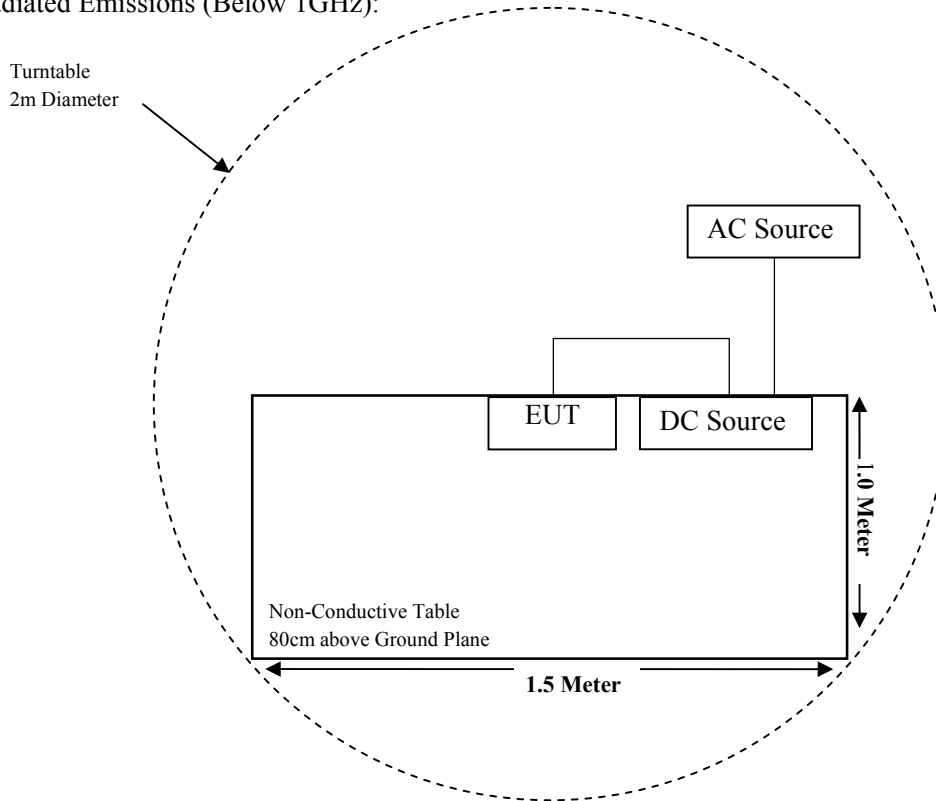 diated Emissions (Below 1GHz):
Turntable
2m Diameter
AC Source
EUT
DC Source
1.0 Meter
Non-Conductive Table
80cm above Ground Plane
1.5 Meter